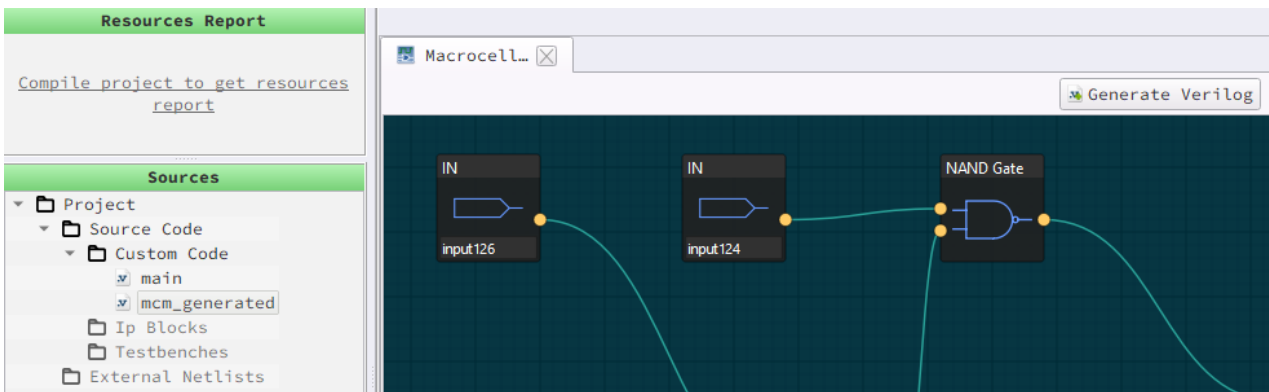 Resources Report
Compile project to get resources
report
Sources
Project
Source Code
Custom Code
main
mcm_generated
Ip Blocks
Testbenches
External Netlists
Macrocell…
Generate Verilog
IN
input126
IN
input124
NAND Gate